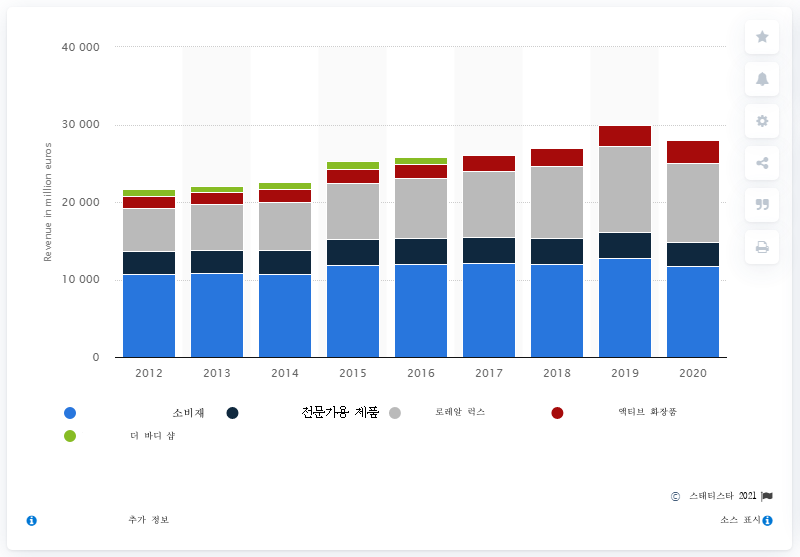 40 000
30 000
20 000
10 000
0
Revenue in million euros
2012 2013 2014 2015 2016 2017 2018 2019 2020
소비재 전문가용 제품 로레알 럭스 액티브 화장품
더 바디 샵
© 스태티스타 2021
추가 정보 소스 표시